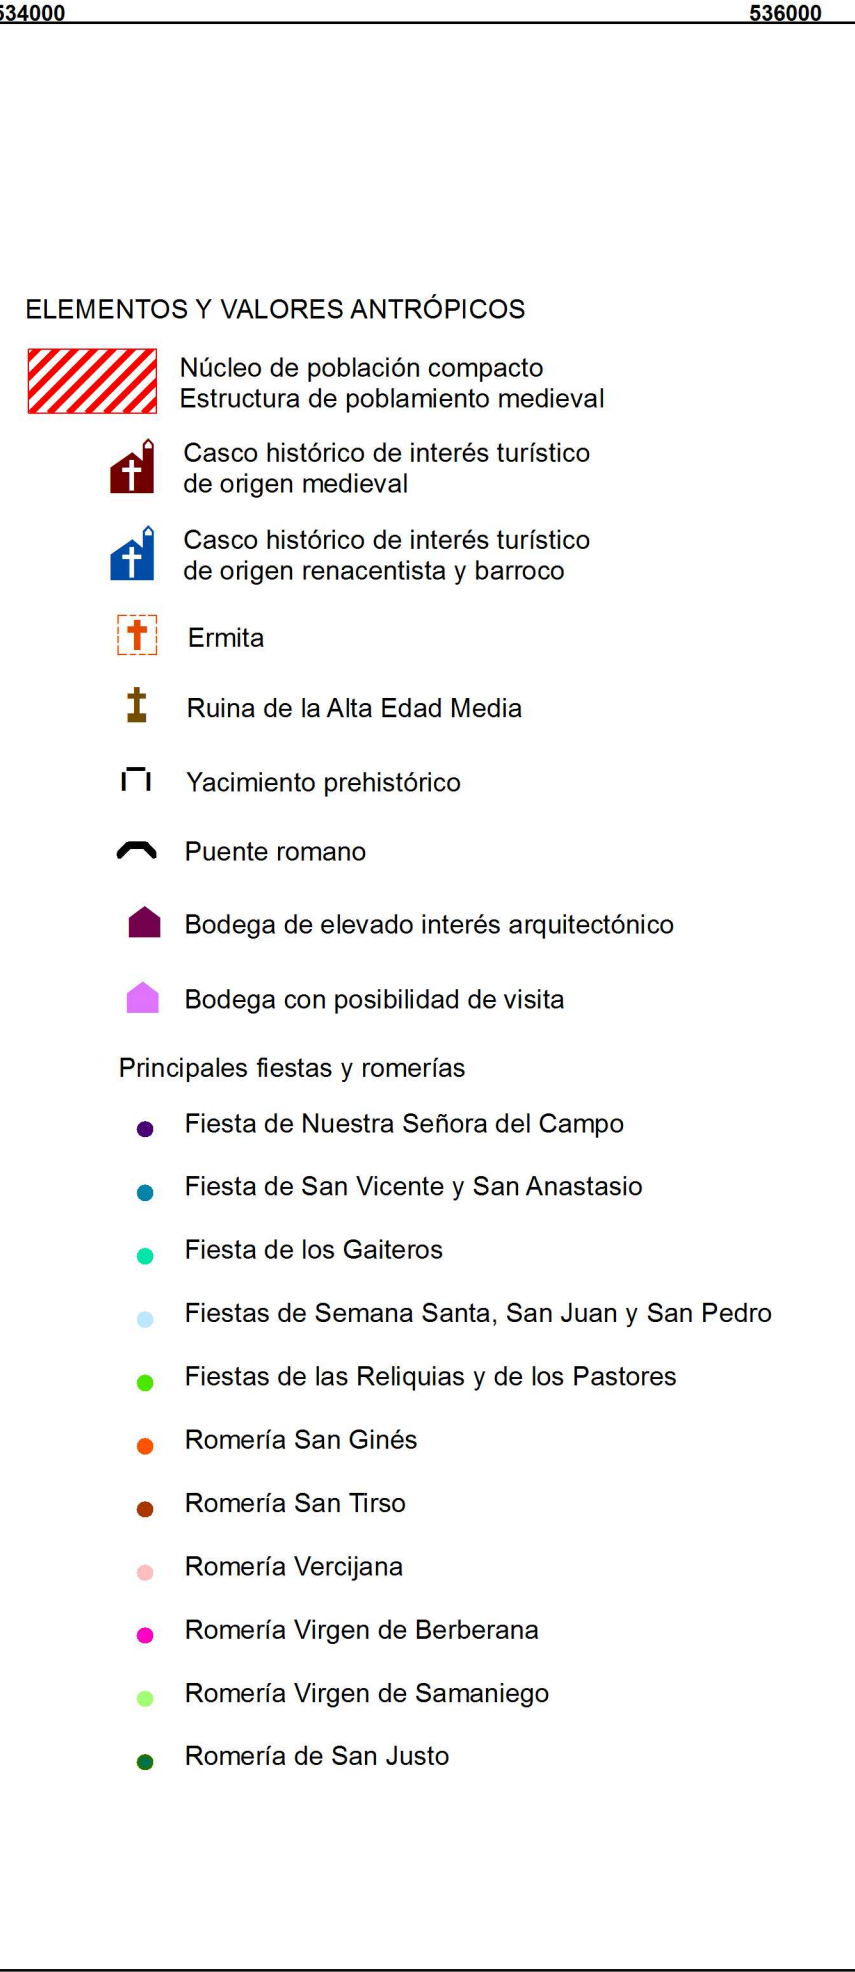 534000 536000
ELEMENTOS Y VALORES ANTRÓPICOS
Núcleo de población compacto
Estructura de poblamiento medieval
Casco histórico de interés turístico
de origen medieval
Casco histórico de interés turístico
de origen renacentista y barroco
Ermita
Ruina de la Alta Edad Media
Yacimiento prehistórico
Puente romano
Bodega de elevado interés arquitectónico
Bodega con posibilidad de visita
Principales fiestas y romerías
Fiesta de Nuestra Señora del Campo
Fiesta de San Vicente y San Anastasio
Fiesta de los Gaiteros
Fiestas de Semana Santa, San Juan y San Pedro
Fiestas de las Reliquias y de los Pastores
Romería San Ginés
Romería San Tirso
Romería Vercijana
Romería Virgen de Berberana
Romería Virgen de Samaniego
Romería de San Justo